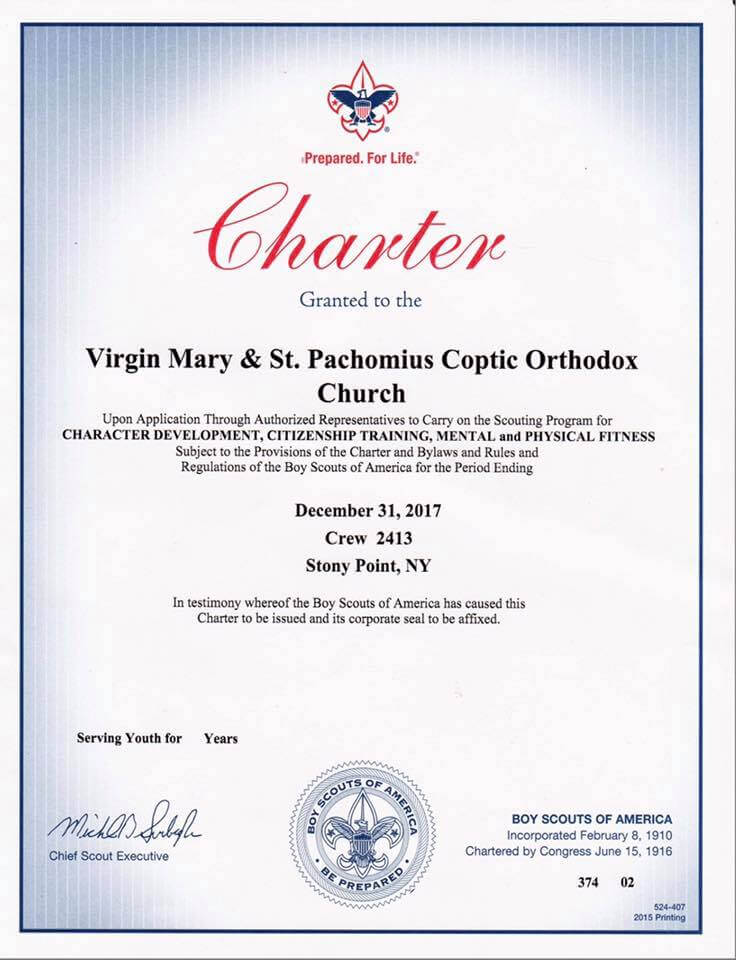 Prepared. For Life.®
Charter
Granted to the
Virgin Mary & St. Pachomius Coptic Orthodox
Church
Upon Application Through Authorized Representatives to Carry on the Scouting Program for
CHARACTER DEVELOPMENT, CITIZENSHIP TRAINING, MENTAL and PHYSICAL FITNESS
Subject to the Provisions of the Charter and Bylaws and Rules and
Regulations of the Boy Scouts of America for the Period Ending
December 31, 2017
Crew 2413
Stony Point, NY
In testimony whereof the Boy Scouts of America has caused this
Charter to be issued and its corporate seal to be affixed.
Serving Youth for Years
Chief Scout Executive
BOY SCOUTS OF AMERICA
BE PREPARED
BOY SCOUTS OF AMERICA
Incorporated February 8, 1910
Chartered by Congress June 15, 1916
374 02
524-407
2015 Printing